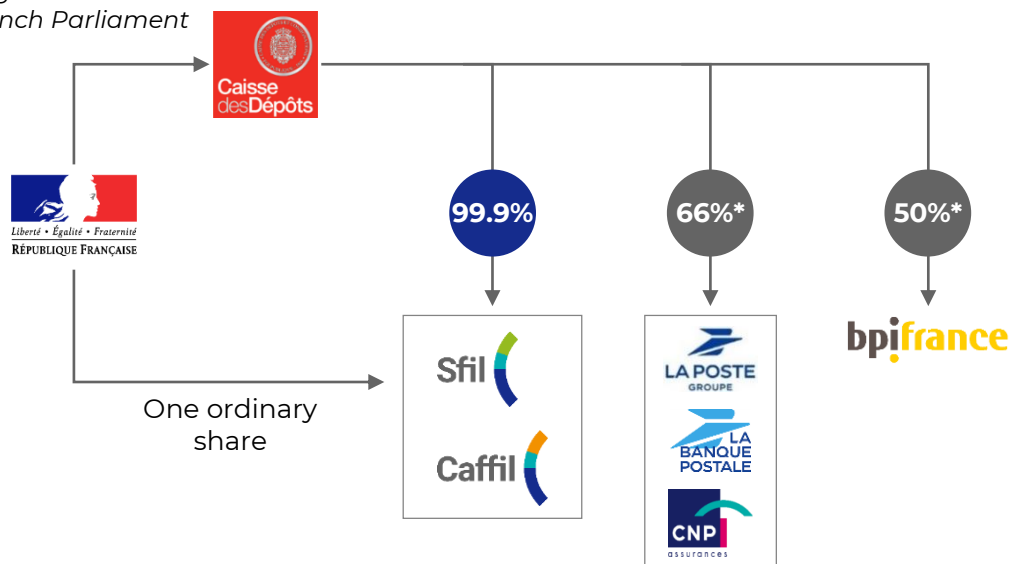 nch Parliament
Caisse
desDépôts
Liberté • Égalité • Fraternité
RÉPUBLIQUE FRANÇAISE
99.9%
66%*
50%*
One ordinary
share
Sfil
Caffil
LA POSTE
GROUPE
LA
BANQUE
POSTALE
CNP
assurances
bpifrance